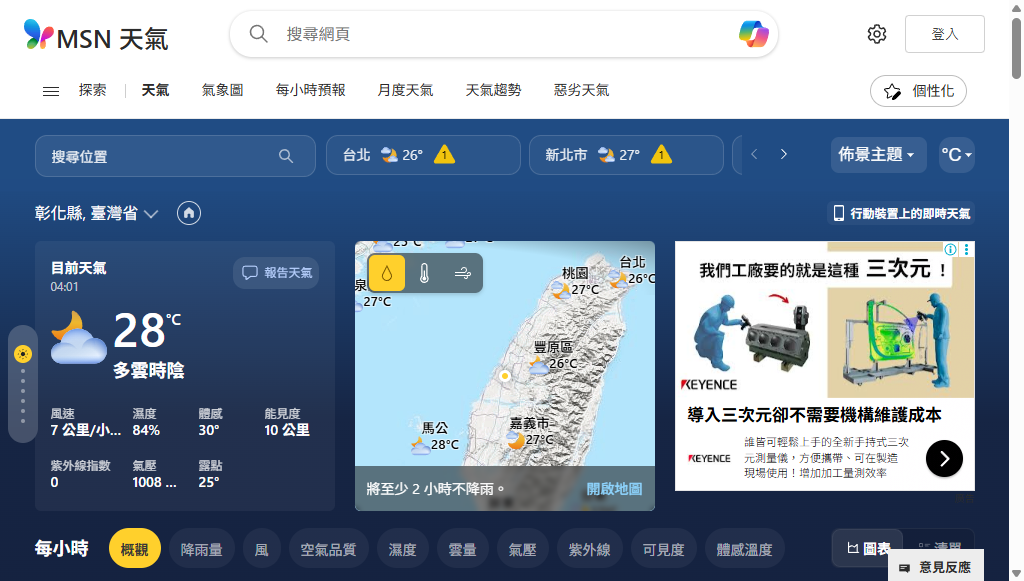 MSN 天氣
搜尋網頁
登入
探索
天氣
氣象圖
每小時預報
月度天氣
天氣趨勢
惡劣天氣
個性化
搜尋位置
台北 26° 1
新北市 27° 1
佈景主題
°C
彰化縣, 臺灣省
行動裝置上的即時天氣
目前天氣
04:01
報告天氣
28°C
多雲時陰
風速
7 公里/小...
濕度
84%
體感
30°
能見度
10 公里
紫外線指數
0
氣壓
1008 ...
露點
25°
泉
27°C
桃園
27°C
台北
26°C
豐原區
26°C
馬公
28°C
嘉義市
27°C
將至少 2 小時不降雨。
開啟地圖
我們工廠要的就是這種 三次元 !
KEYENCE
導入三次元卻不需要機構維護成本
KEYENCE
誰皆可輕鬆上手的全新手持式三次
元測量儀，方便攜帶、可在製造
現場使用！增加加工量測效率
每小時
概觀
降雨量
風
空氣品質
濕度
雲量
氣壓
紫外線
可見度
體感溫度
圖表
清單
意見反應